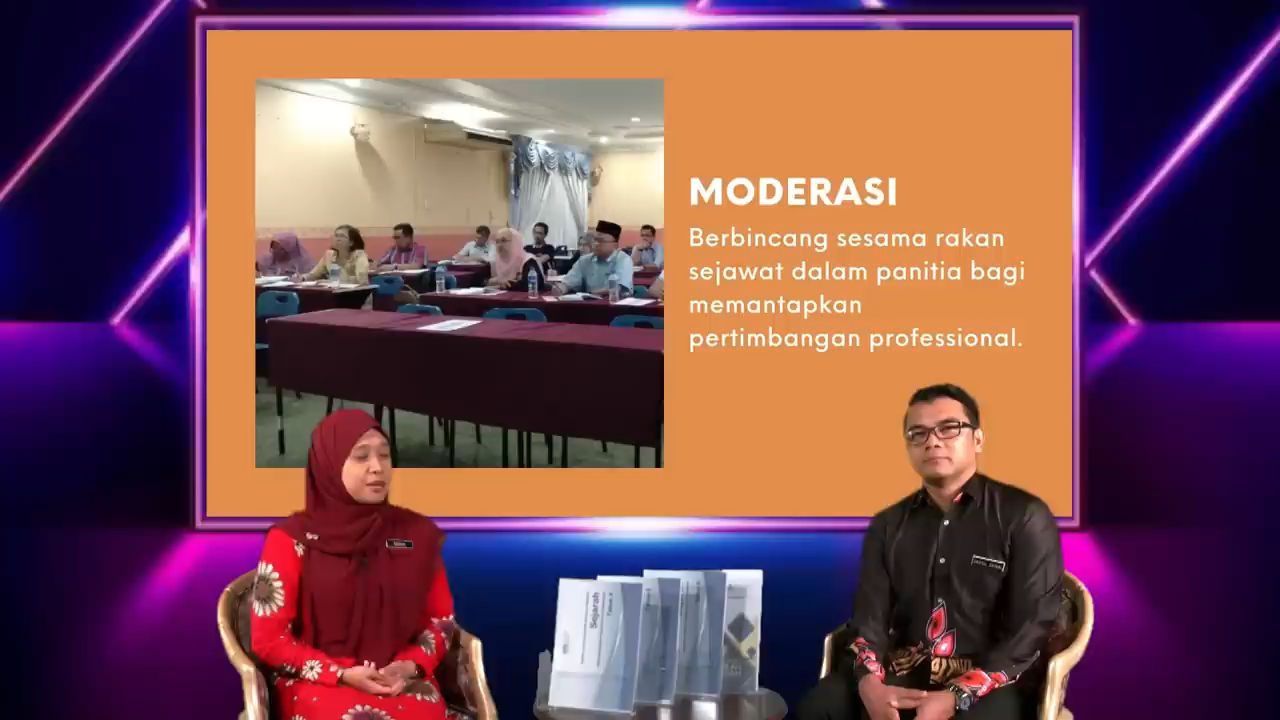 MODERASI
Berbincang sesama rakan
sejawat dalam panitia bagi
memantapkan
pertimbangan professional.
Sejarah